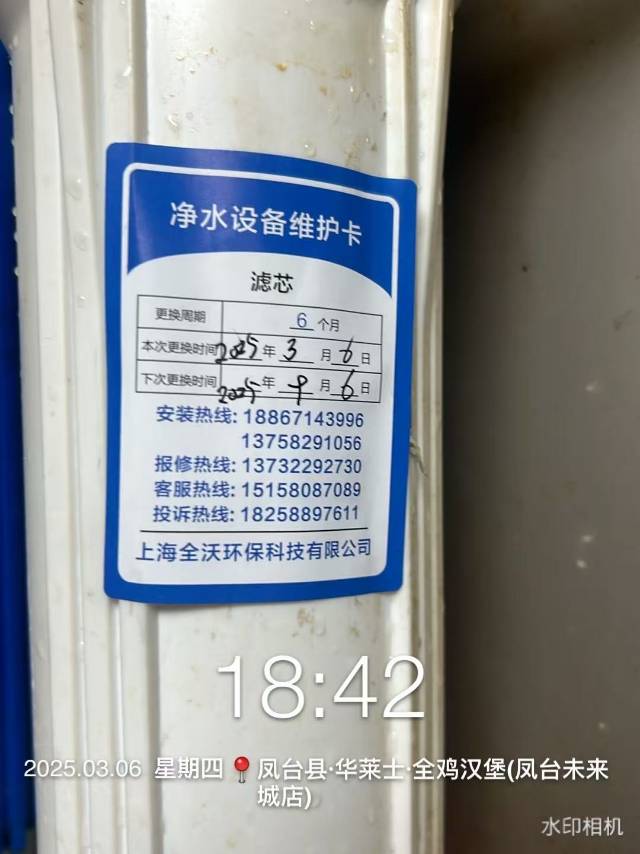 净水设备维护卡
滤芯
更换周期 6 个月
本次更换时间 2025 年 3 月 6 日
下次更换时间 2025 年 9 月 6 日
安装热线: 18867143996
13758291056
报修热线: 13732292730
客服热线: 15158087089
投诉热线: 18258897611
上海全沃环保科技有限公司
18:42
2025.03.06 星期四 凤台县·华莱士·全鸡汉堡(凤台未来
城店)
水印相机